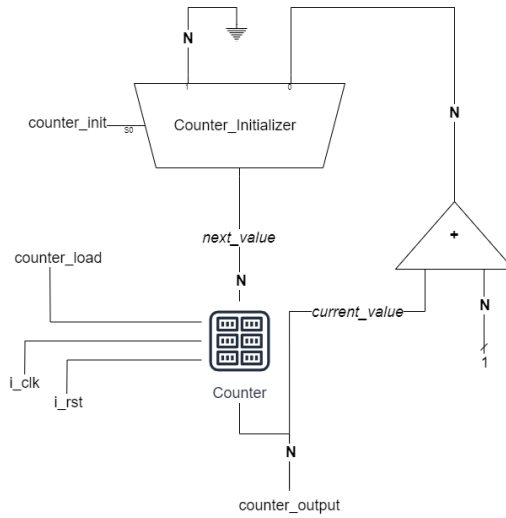 N
1
0
counter_init
S0
Counter_Initializer
N
+
next_value
counter_load
N
current_value
N
i_clk
1
i_rst
Counter
N
counter_output